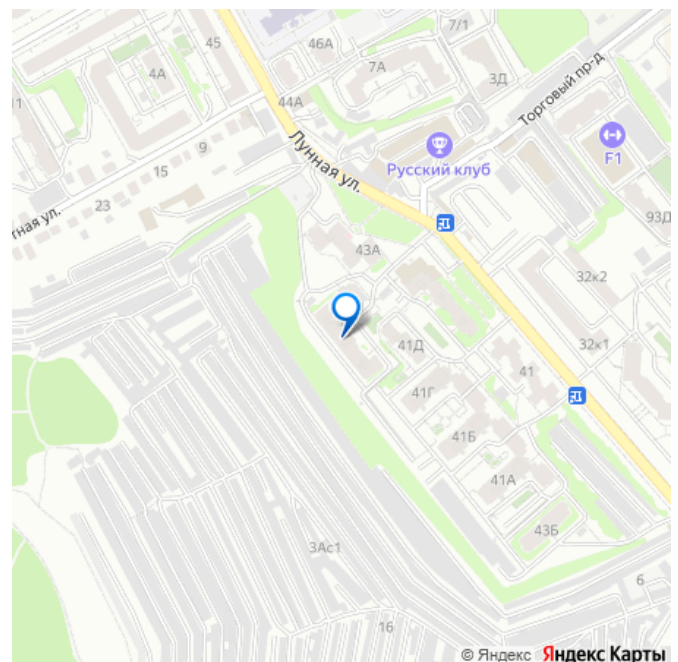 7/1
45
46А
4А
7А
3Д
11
Торговый пр-д
44А
F1
9
Лунная ул.
Русский клуб
15
23
тная ул.
93Д
43А
32к2
41Д
32к1
41
41Г
41Б
41А
43Б
3Ас1
6
16
© Яндекс Яндекс Карты